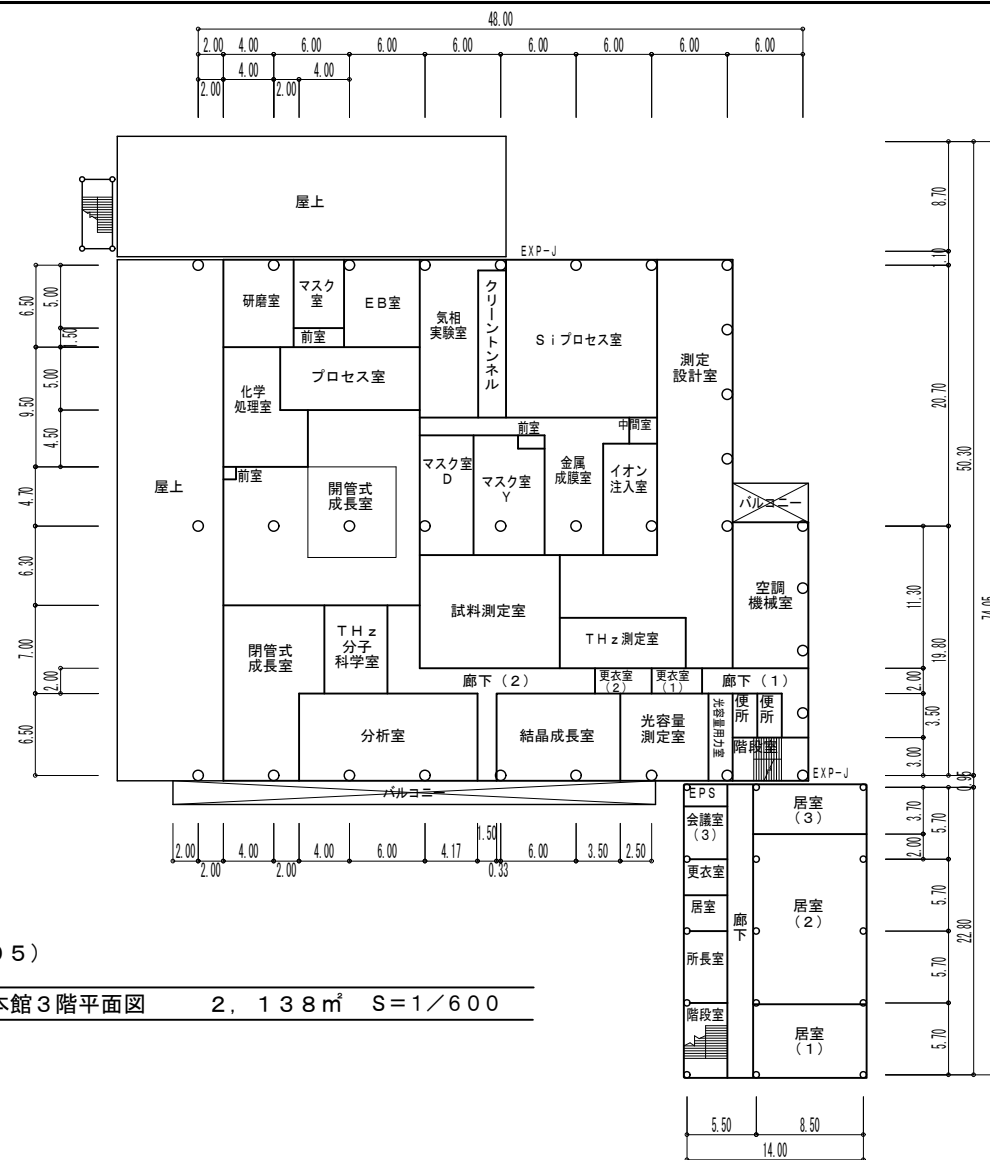 48.00
2.00 4.00 6.00 6.00 6.00 6.00 6.00 6.00 6.00
4.00 4.00
2.00 2.00
屋上
EXP-J
8.70
1.10
6.50
5.00
1.50
9.50
5.00
4.50
4.70
6.30
7.00
2.00
6.50
研磨室
マスク
室
前室
EB室
気相
実験室
クリーントンネル
Siプロセス室
測定
設計室
化学
処理室
プロセス室
前室
中間室
屋上
前室
開管式
成長室
マスク室
D
マスク室
Y
金属
成膜室
イオン
注入室
バルコニー
試料測定室
空調
機械室
閉管式
成長室
THz
分子
科学室
THz測定室
廊下(2)
更衣室
(2)
更衣室
(1)
廊下(1)
分析室
結晶成長室
光容量
測定室
光容量用力室
便所
便所
階段室
EXP-J
バルコニー
20.70
50.30
74.05
11.30
19.80
2.00
3.50
3.00
0.95
3.70
5.70
2.00
5.70
22.80
5.70
5.70
2.00 4.00 4.00 6.00 4.17 1.50 6.00 3.50 2.50
2.00 2.00 0.33
EPS
会議室
(3)
更衣室
居室
所長室
階段室
廊下
居室
(3)
居室
(2)
居室
(1)
5)
本館3階平面図 2,138㎡ S=1/600
5.50 8.50
14.00